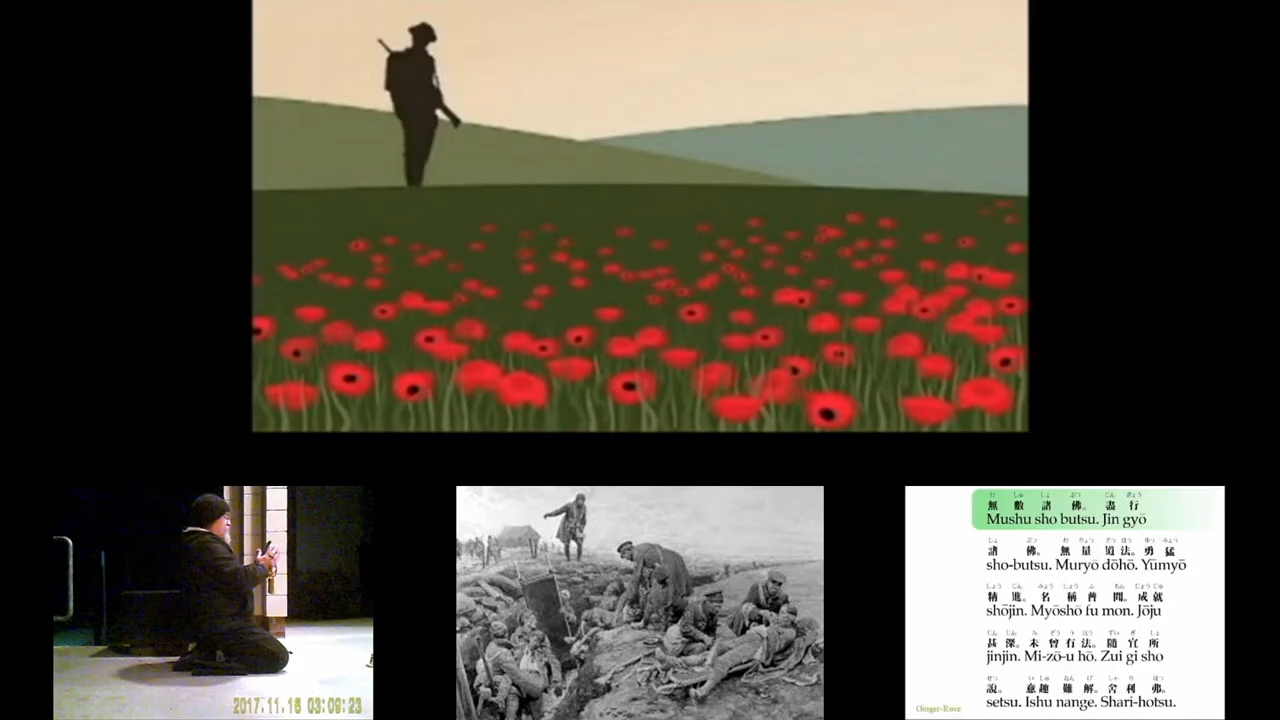 2017.11.16 03:09:23
無數諸佛。盡行
Mushu sho butsu. Jin gyō
諸佛。無量道法。勇猛
sho-butsu. Muryō dōhō. Yūmyō
精進。名稱普聞。成就
shōjin. Myōshō fu mon. Jōju
甚深。未曾有法。隨宜所
jinjin. Mi-zō-u hō. Zui gi sho
說。意趣難解。舍利弗。
setsu. Ishu nange. Shari-hotsu.
Ginger-Rove